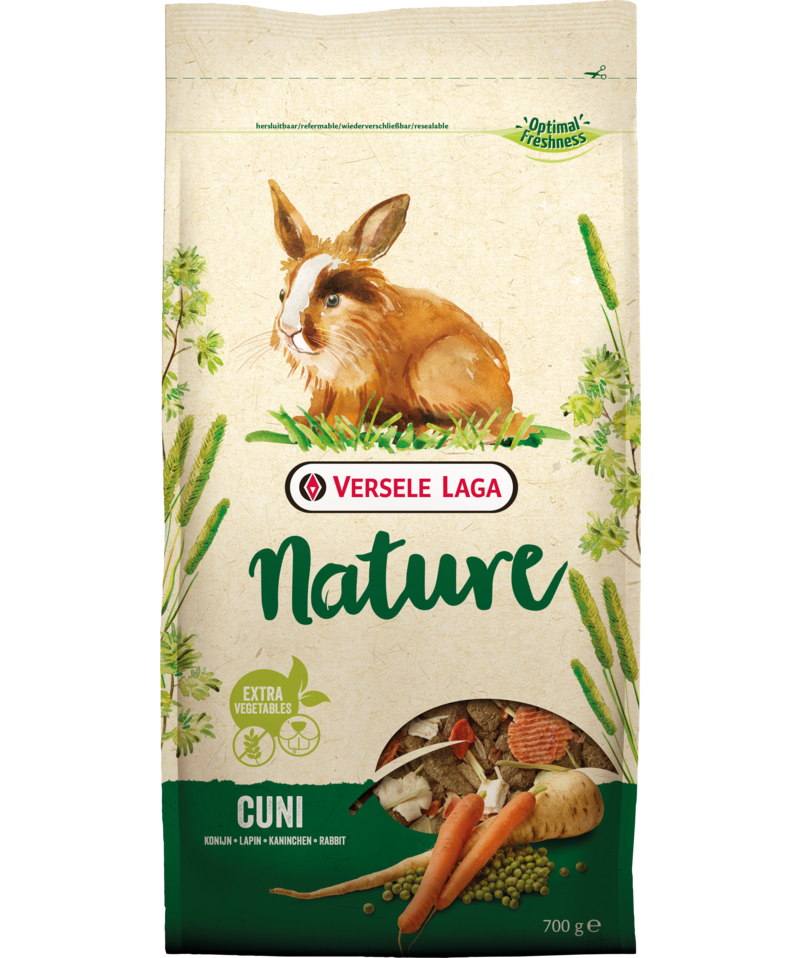 hersluitbaar/refermable/wiederverschließbar/resealable
Optimal
Freshness
VERSELE LAGA
Nature
EXTRA
VEGETABLES
CUNI
KONIJN • LAPIN • KANINCHEN • RABBIT
700 g e